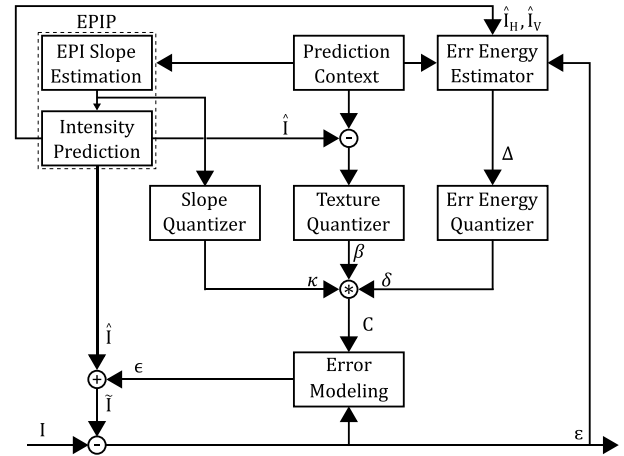 EPIP
Î_H, Î_V
EPI Slope
Estimation
Prediction
Context
Err Energy
Estimator
Intensity
Prediction
Î
-
Δ
Slope
Quantizer
Texture
Quantizer
Err Energy
Quantizer
β
κ
*
δ
C
Î
ϵ
Error
Modeling
+
Ĩ
I
-
ε